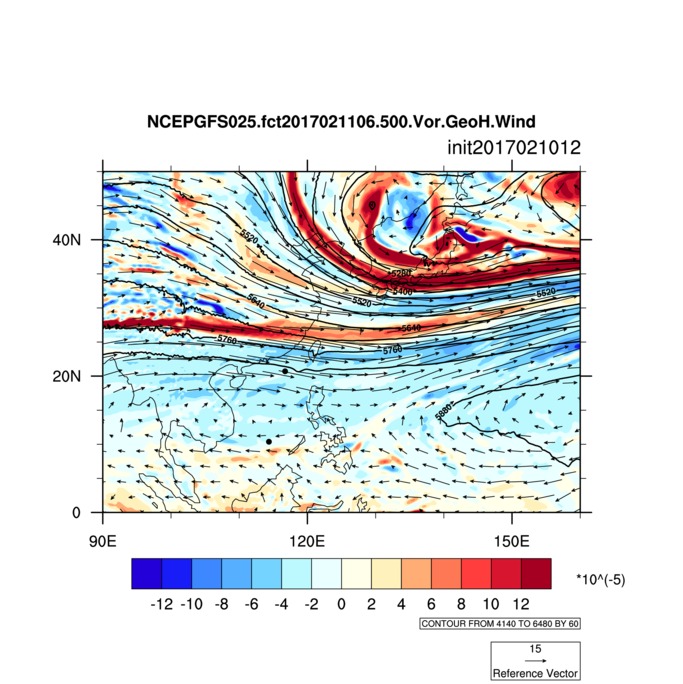 NCEPGFS025.fct2017021106.500.Vor.GeoH.Wind
init2017021012
40N
20N
0
90E 120E 150E
5520
5640
5760
5280
5400
5520
5640
5760
5520
5880
-12 -10 -8 -6 -4 -2 0 2 4 6 8 10 12
*10^(-5)
CONTOUR FROM 4140 TO 6480 BY 60
15
Reference Vector